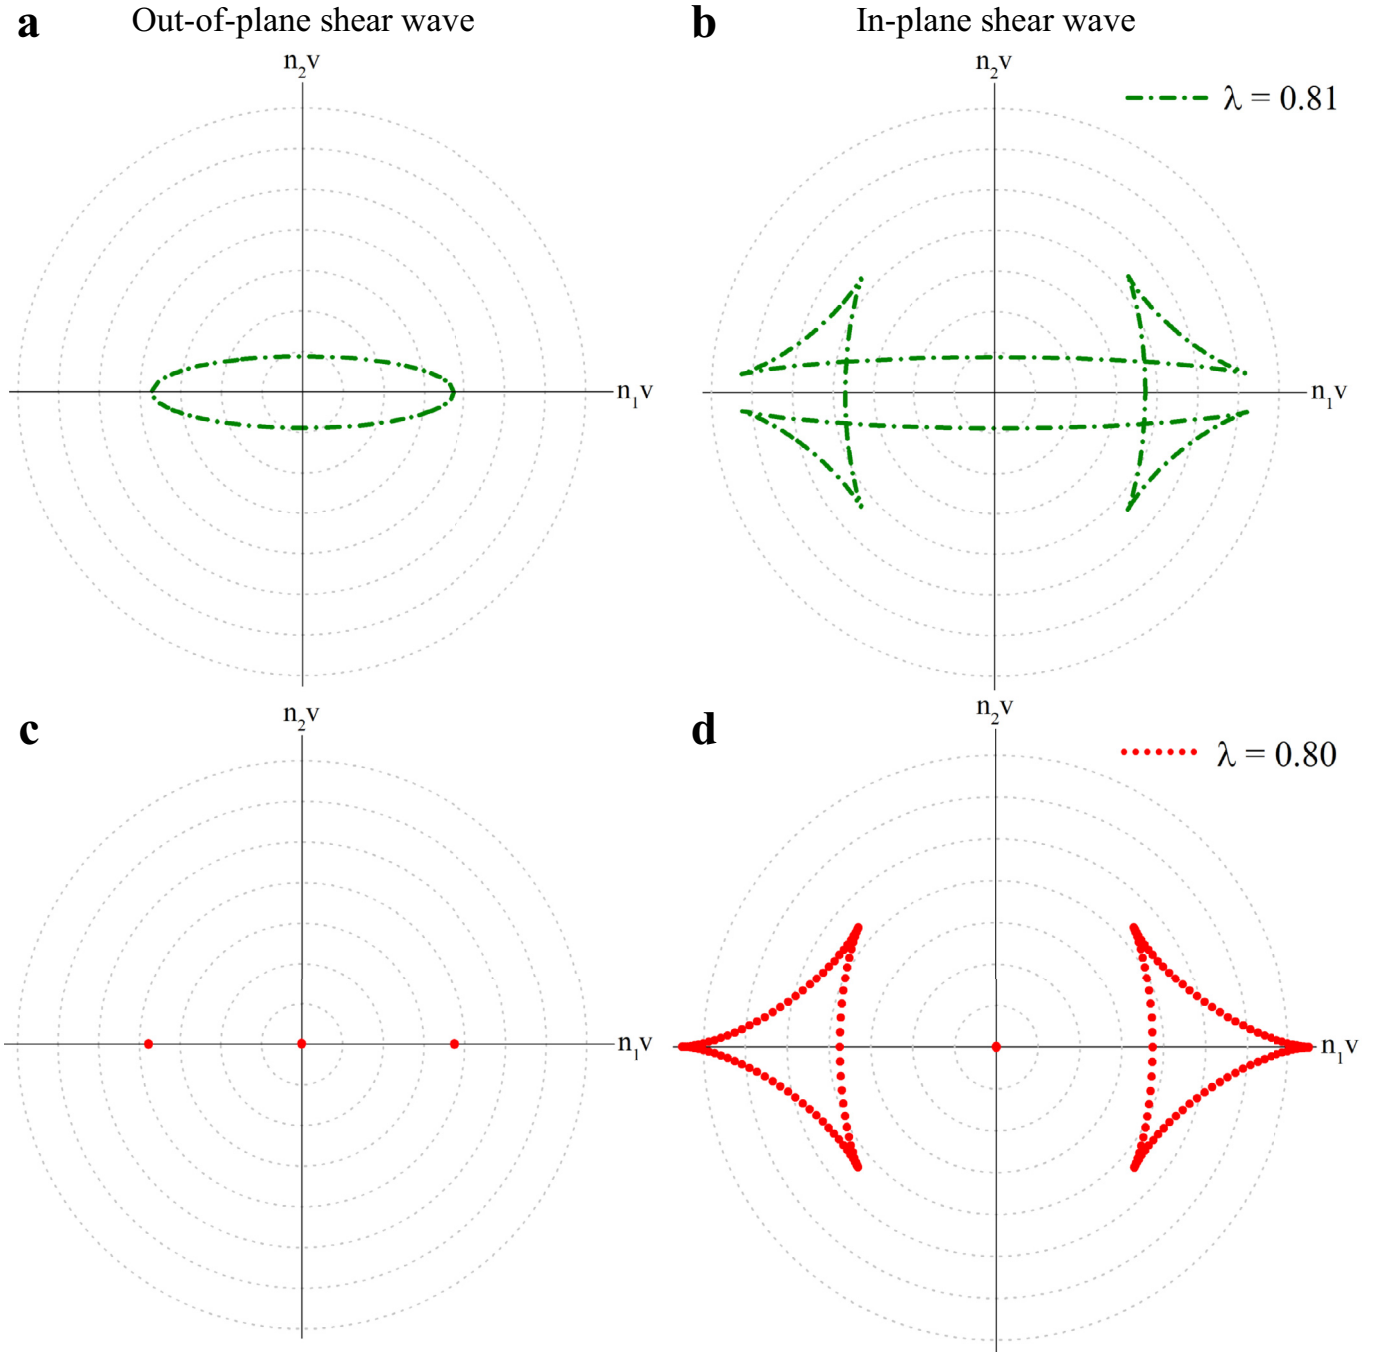 a Out-of-plane shear wave
b In-plane shear wave
n₂v
n₂v
λ = 0.81
n₁v
n₁v
c
n₂v
d
n₂v
λ = 0.80
n₁v
n₁v